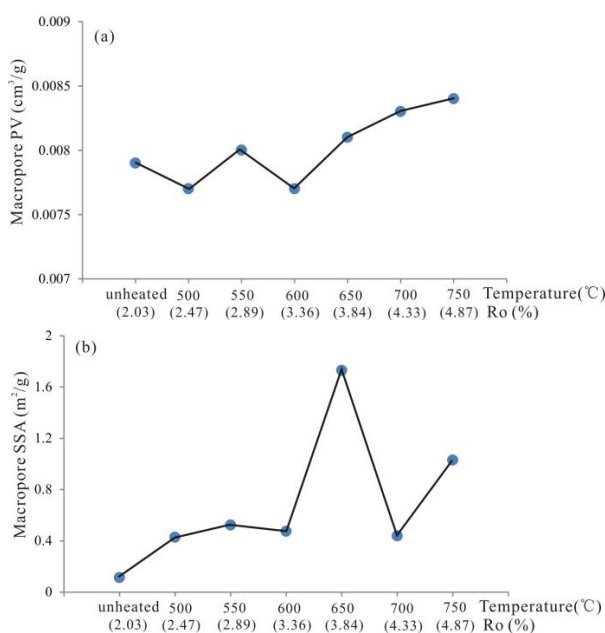 (a)
Macropore PV (cm³/g)
0.009
0.0085
0.008
0.0075
0.007
unheated 500 550 600 650 700 750 Temperature(℃)
(2.03) (2.47) (2.89) (3.36) (3.84) (4.33) (4.87) Ro (%)
(b)
Macropore SSA (m²/g)
2
1.6
1.2
0.8
0.4
0
unheated 500 550 600 650 700 750 Temperature(℃)
(2.03) (2.47) (2.89) (3.36) (3.84) (4.33) (4.87) Ro (%)